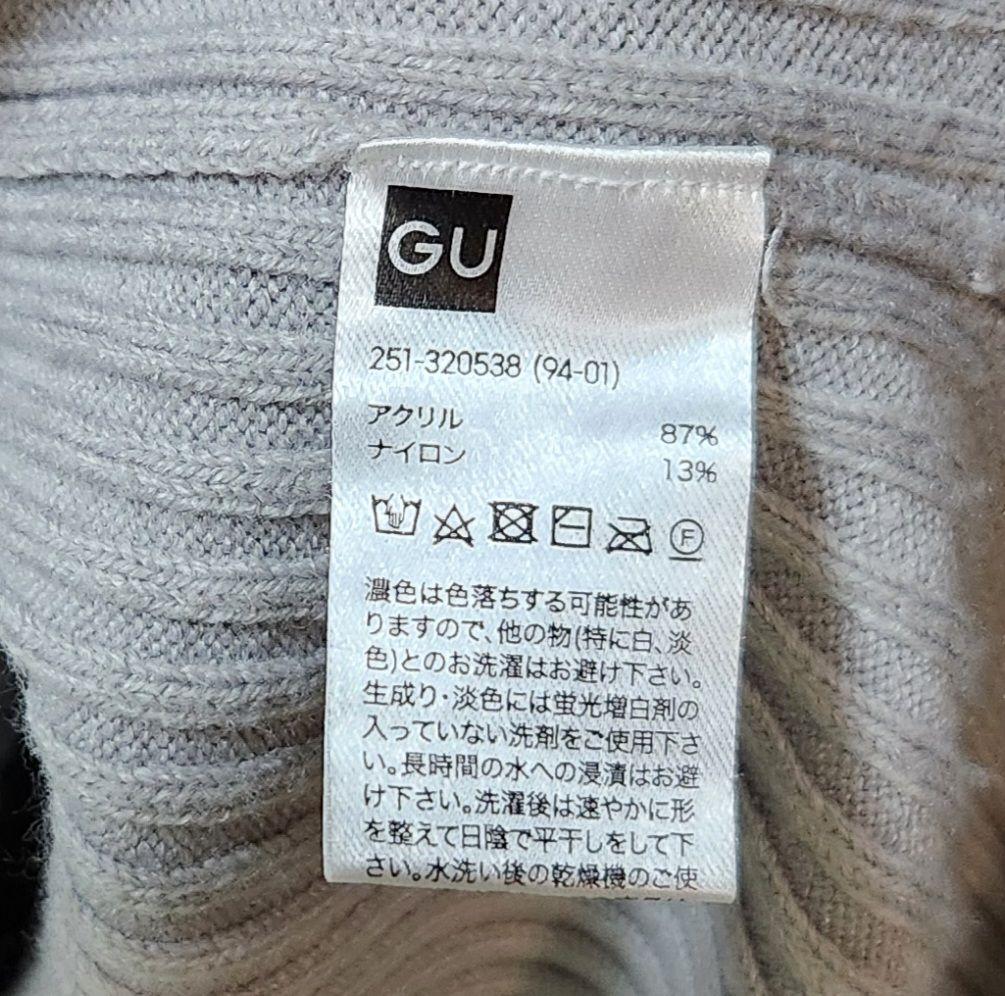 GU
251-320538 (94-01)
アクリル 87%
ナイロン 13%
F
濃色は色落ちする可能性があ
りますので、他の物(特に白、淡
色)とのお洗濯はお避け下さい。
生成り・淡色には蛍光増白剤の
入っていない洗剤をご使用下さ
い。長時間の水への浸漬はお避
け下さい。洗濯後は速やかに形
を整えて日陰で平干しをして下
さい。水洗い後の乾燥機のご使